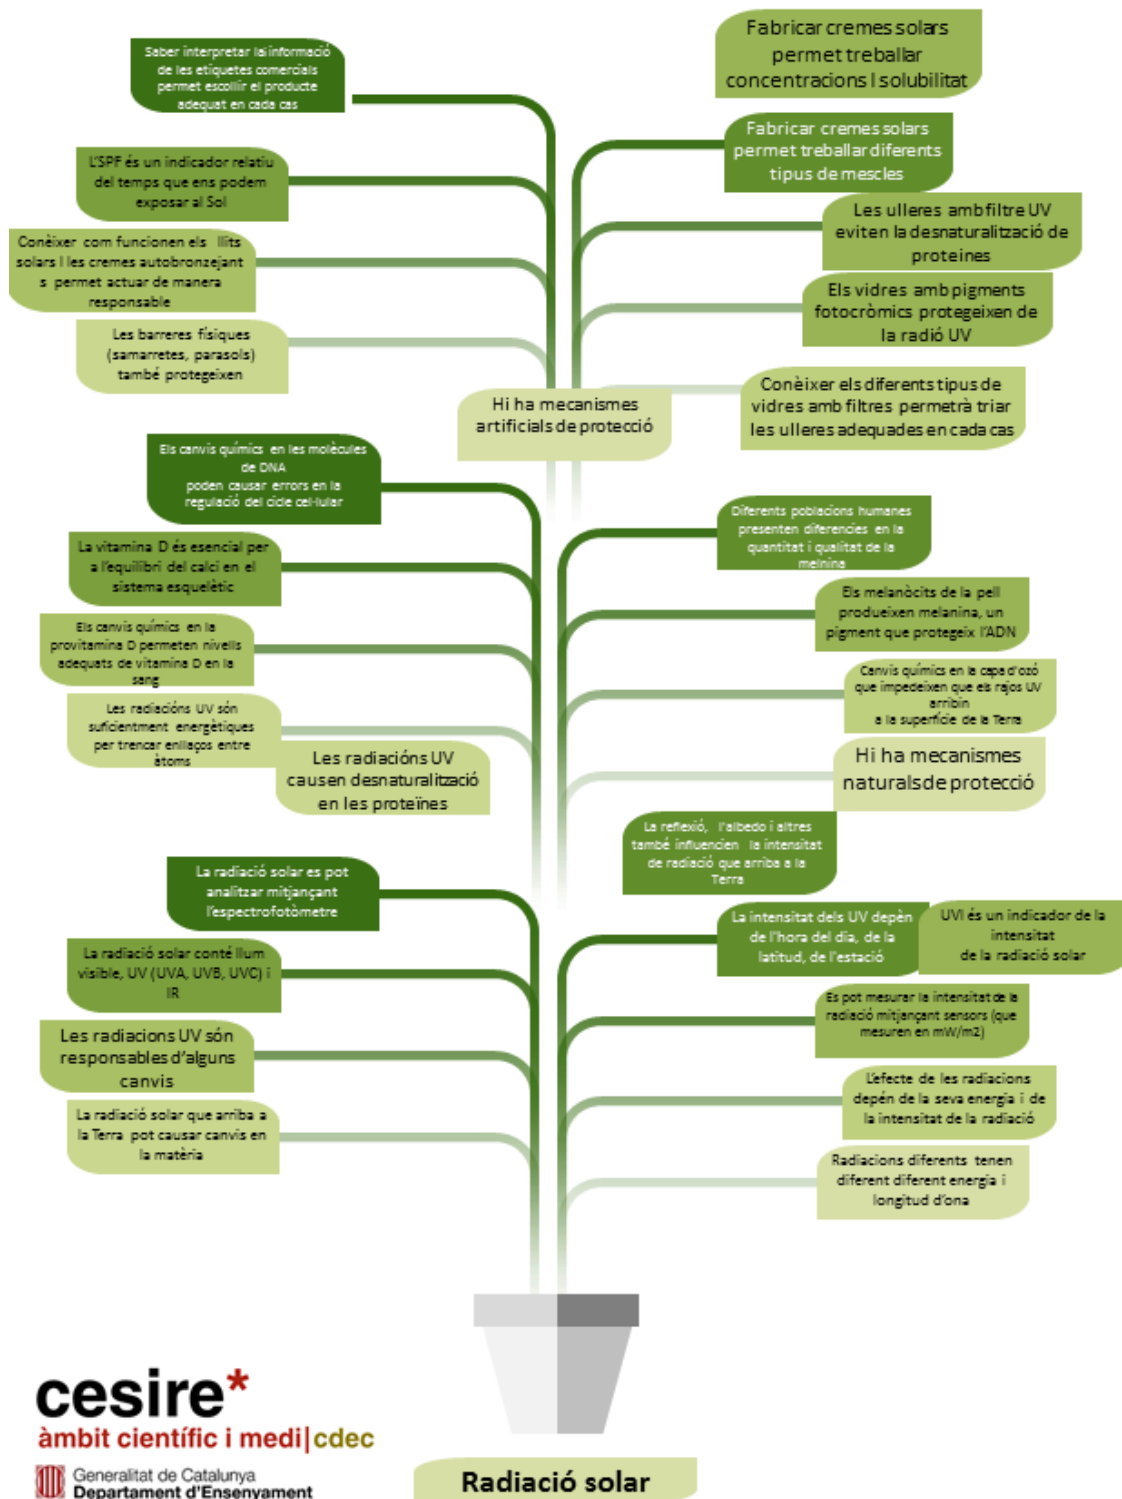 Saber interpretar la informació
de les etiquetes comercials
permet escollir el producte
adequat en cada cas
L'SPF és un indicador relatiu
del temps que ens podem
exposar al Sol
Conèixer com funcionen els llits
solars I les cremes autobronzejant
s permet actuar de manera
responsable
Les barreres físiques
(samarretes, parasols)
també protegeixen
Fabricar cremes solars
permet treballar
concentracions I solubilitat
Fabricar cremes solars
permet treballar diferents
tipus de mescles
Les ulleres amb filtre UV
eviten la desnaturalització de
proteines
Els vidres amb pigments
fotocròmics protegeixen de
la radió UV
Conèixer els diferents tipus de
vidres amb filtres permetrà triar
les ulleres adequades en cada cas
Hi ha mecanismes
artificials de protecció
Els canvis químics en les molècules
de DNA
poden causar errors en la
regulació del cicle cel·lular
La vitamina D és esencial per
a l'equilibri del calci en el
sistema esquelètic
Els canvis químics en la
provitamina D permeten nivells
adequats de vitamina D en la
sang
Les radiacións UV són
suficientment energètiques
per trencar enllaços entre
àtoms
Les radiacións UV
causen desnaturalització
en les proteïnes
Diferents poblacions humanes
presenten diferencies en la
quantitat i qualitat de la
melnina
Els melanòcits de la pell
produeixen melanina, un
pigment que protegeix l'ADN
Canvis químics en la capa d'ozó
que impedeixen que els rajos UV
arribin
a la superfície de la Terra
Hi ha mecanismes
naturals de protecció
La reflexió, l'albedo i altres
també influencien la intensitat
de radiació que arriba a la
Terra
La radiació solar es pot
analitzar mitjançant
l'espectrofotòmetre
La radiació solar conté llum
visible, UV (UVA, UVB, UVC) i
IR
Les radiacions UV són
responsables d'alguns
canvis
La radiació solar que arriba a
la Terra pot causar canvis en
la matèria
La intensitat dels UV depèn
de l'hora del dia, de la
latitud, de l'estació
UVI és un indicador de la
intensitat
de la radiació solar
Es pot mesurar la intensitat de la
radiació mitjançant sensors (que
mesuren en mW/m2)
L'efecte de les radiacions
depén de la seva energia i de
la intensitat de la radiació
Radiacions diferents tenen
diferent diferent energia i
longitud d'ona
cesire*
àmbit científic i medi|cdec
Generalitat de Catalunya
Departament d'Ensenyament
Radiació solar